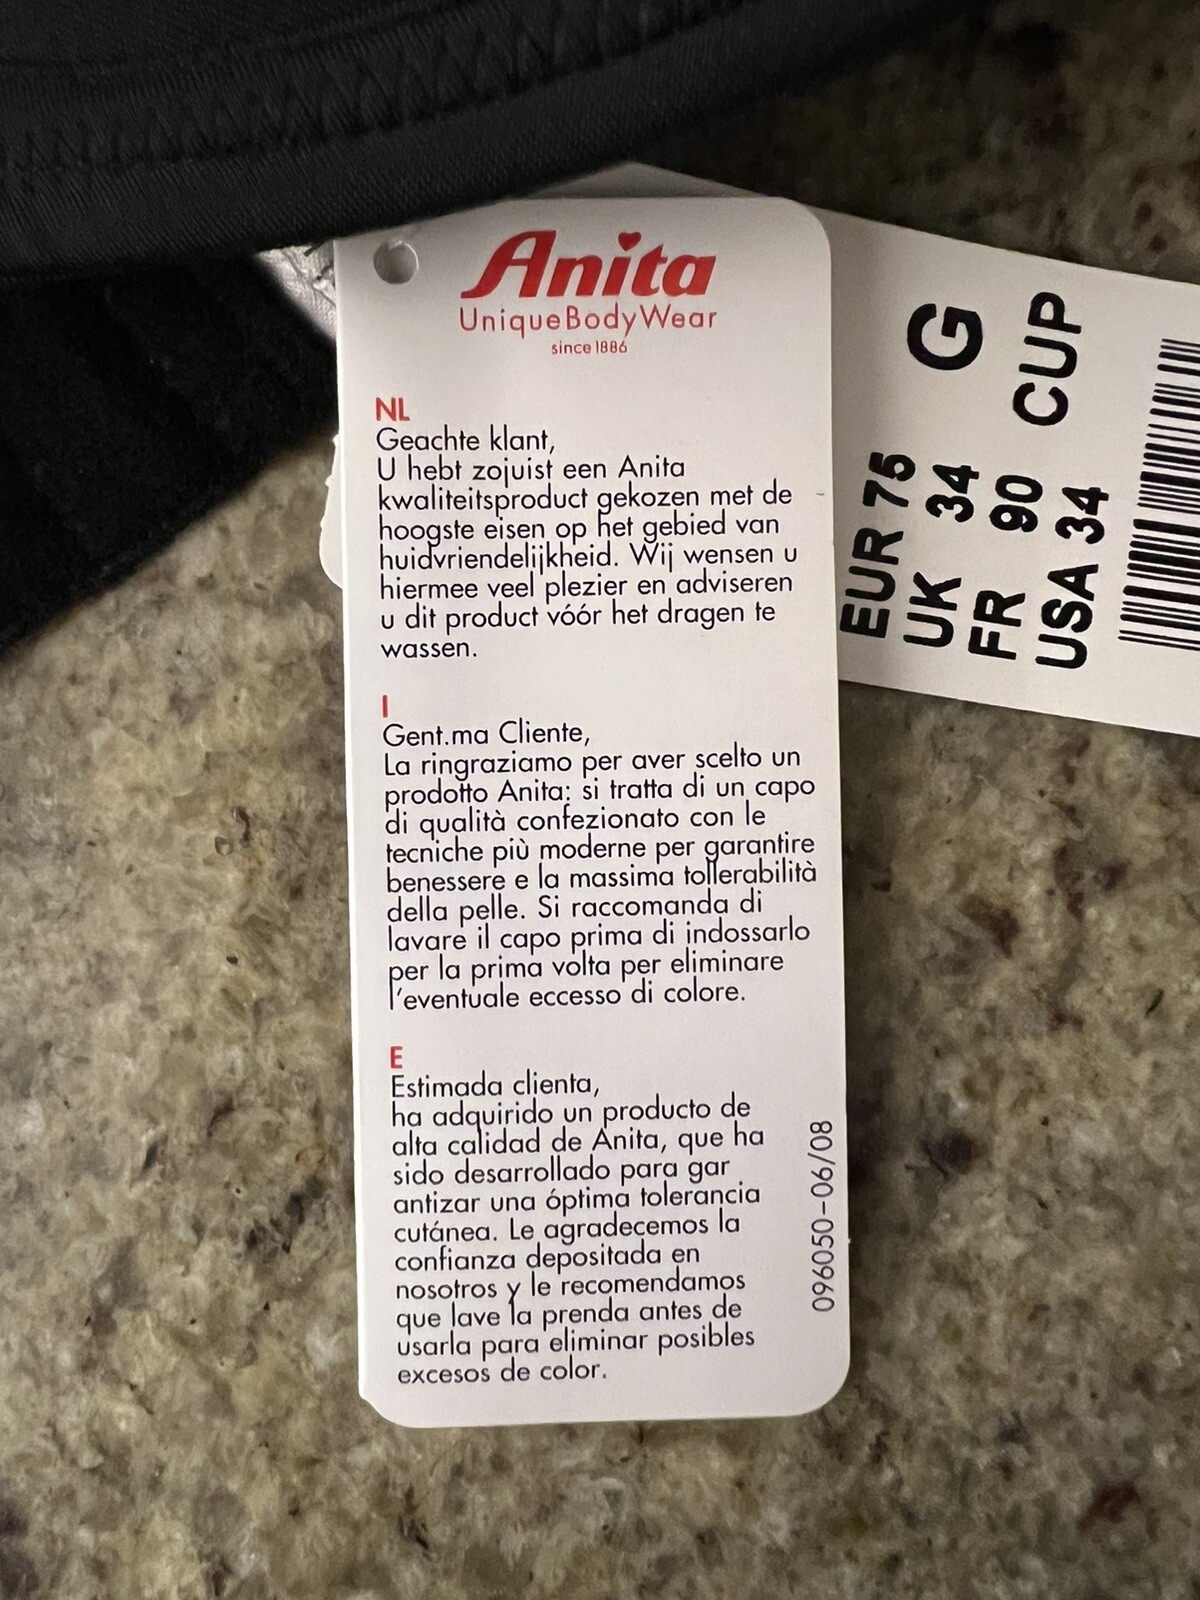 Anita
UniqueBodyWear
since 1886
NL
Geachte klant,
U hebt zojuist een Anita
kwaliteitsproduct gekozen met de
hoogste eisen op het gebied van
huidvriendelijkheid. Wij wensen u
hiermee veel plezier en adviseren
u dit product vóór het dragen te
wassen.
I
Gent.ma Cliente,
La ringraziamo per aver scelto un
prodotto Anita: si tratta di un capo
di qualità confezionato con le
tecniche più moderne per garantire
benessere e la massima tollerabilità
della pelle. Si raccomanda di
lavare il capo prima di indossarlo
per la prima volta per eliminare
l'eventuale eccesso di colore.
E
Estimada clienta,
ha adquirido un producto de
alta calidad de Anita, que ha
sido desarrollado para gar
antizar una óptima tolerancia
cutánea. Le agradecemos la
confianza depositada en
nosotros y le recomendamos
que lave la prenda antes de
usarla para eliminar posibles
excesos de color.
096050-06/08
EUR 75 G
UK 34
FR 90 CUP
USA 34